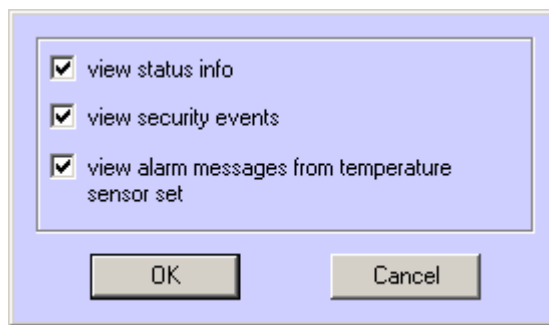 view status info
view security events
view alarm messages from temperature
sensor set
OK
Cancel